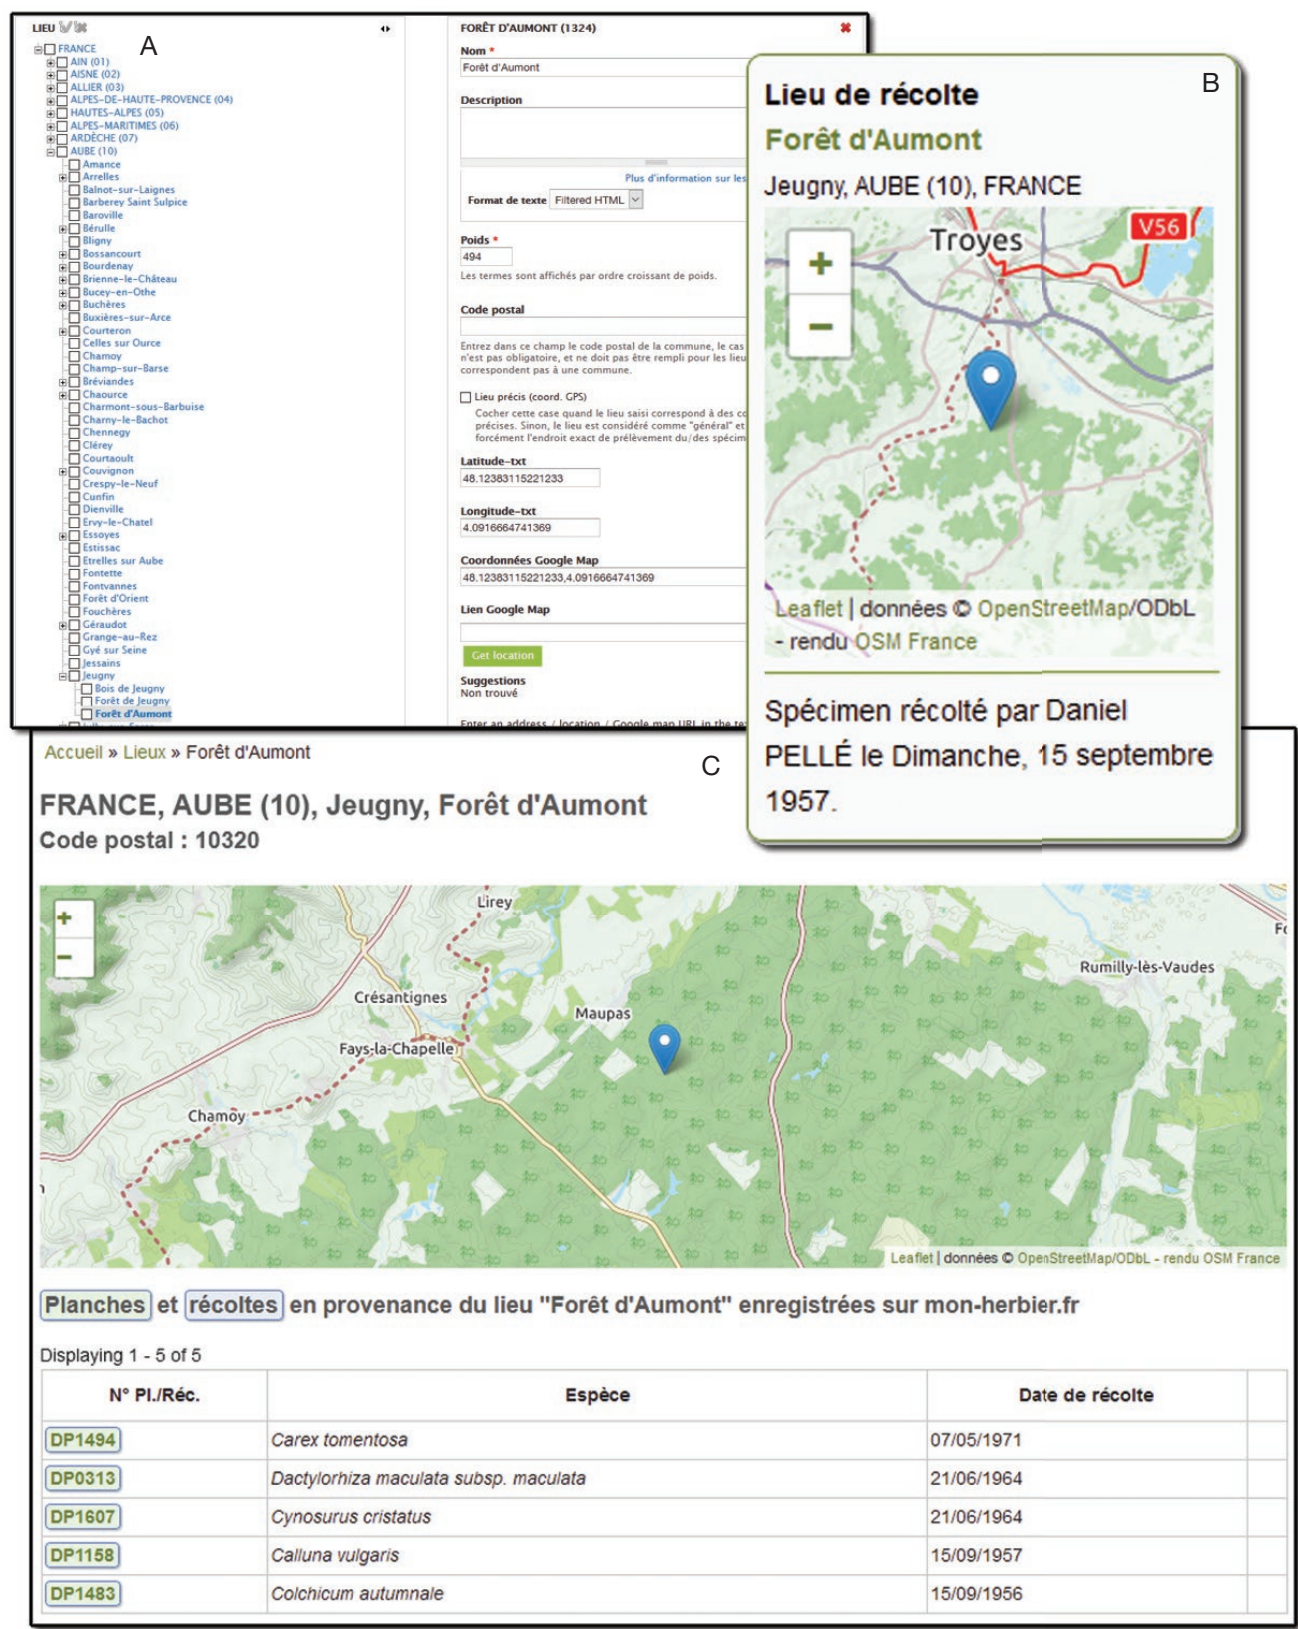 LIEU
A
FRANCE
AIN (01)
AISNE (02)
ALLIER (03)
ALPES-DE-HAUTE-PROVENCE (04)
HAUTES-ALPES (05)
ALPES-MARITIMES (06)
ARDÈCHE (07)
AUBE (10)
Amance
Arrelles
Balnot-sur-Laignes
Barberey Saint Sulpice
Baroville
Bérulle
Bligny
Bossancourt
Bourdenay
Brienne-le-Château
Bucey-en-Othe
Buchères
Buxières-sur-Arce
Courteron
Celles sur Ource
Chamoy
Champ-sur-Barse
Bréviandes
Chaource
Charmont-sous-Barbuise
Charny-le-Bachot
Chennegy
Clérey
Courtaoult
Couvignon
Crespy-le-Neuf
Cunfin
Dienville
Ervy-le-Chatel
Essoyes
Estissac
Etrelles sur Aube
Fontette
Fontvannes
Forêt d'Orient
Fouchères
Géraudot
Grange-au-Rez
Gyé sur Seine
Jessains
Jeugny
Bois de Jeugny
Forêt de Jeugny
Forêt d'Aumont
FORÊT D'AUMONT (1324)
Nom *
Forêt d'Aumont
Description
Plus d'information sur les
Format de texte Filtered HTML
Poids *
494
Les termes sont affichés par ordre croissant de poids.
Code postal
Entrez dans ce champ le code postal de la commune, le cas
n'est pas obligatoire, et ne doit pas être rempli pour les lieu
correspondent pas à une commune.
Lieu précis (coord. GPS)
Cocher cette case quand le lieu saisi correspond à des co
précises. Sinon, le lieu est considéré comme "général" et
forcément l'endroit exact de prélèvement du/des spécim
Latitude-txt
48.12383115221233
Longitude-txt
4.0916664741369
Coordonnées Google Map
48.12383115221233,4.0916664741369
Lien Google Map
Get location
Suggestions
Non trouvé
Enter an address / location / Google map URL in the te
B
Lieu de récolte
Forêt d'Aumont
Jeugny, AUBE (10), FRANCE
+
−
Troyes
V56
Leaflet | données © OpenStreetMap/ODbL
- rendu OSM France
Spécimen récolté par Daniel
PELLÉ le Dimanche, 15 septembre
1957.
C
Accueil » Lieux » Forêt d'Aumont
FRANCE, AUBE (10), Jeugny, Forêt d'Aumont
Code postal : 10320
+
−
Lirey
Fo
Rumilly-lès-Vaudes
Crésantignes
Maupas
Fays-la-Chapelle
Chamoy
n
Leaflet | données © OpenStreetMap/ODbL - rendu OSM France
Planches et récoltes en provenance du lieu "Forêt d'Aumont" enregistrées sur mon-herbier.fr
Displaying 1 - 5 of 5
N° Pl./Réc. Espèce Date de récolte
DP1494 Carex tomentosa 07/05/1971
DP0313 Dactylorhiza maculata subsp. maculata 21/06/1964
DP1607 Cynosurus cristatus 21/06/1964
DP1158 Calluna vulgaris 15/09/1957
DP1483 Colchicum autumnale 15/09/1956